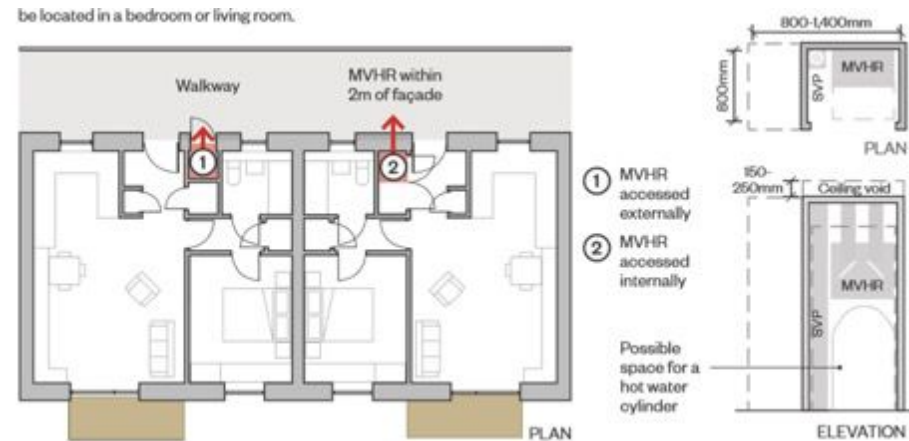 be located in a bedroom or living room.
Walkway
MVHR within
2m of façade
1
2
PLAN
1
MVHR
accessed
externally
2
MVHR
accessed
internally
800-1,400mm
800mm
SVP
MVHR
PLAN
150-
250mm
Ceiling void
MVHR
SVP
Possible
space for a
hot water
cylinder
ELEVATION